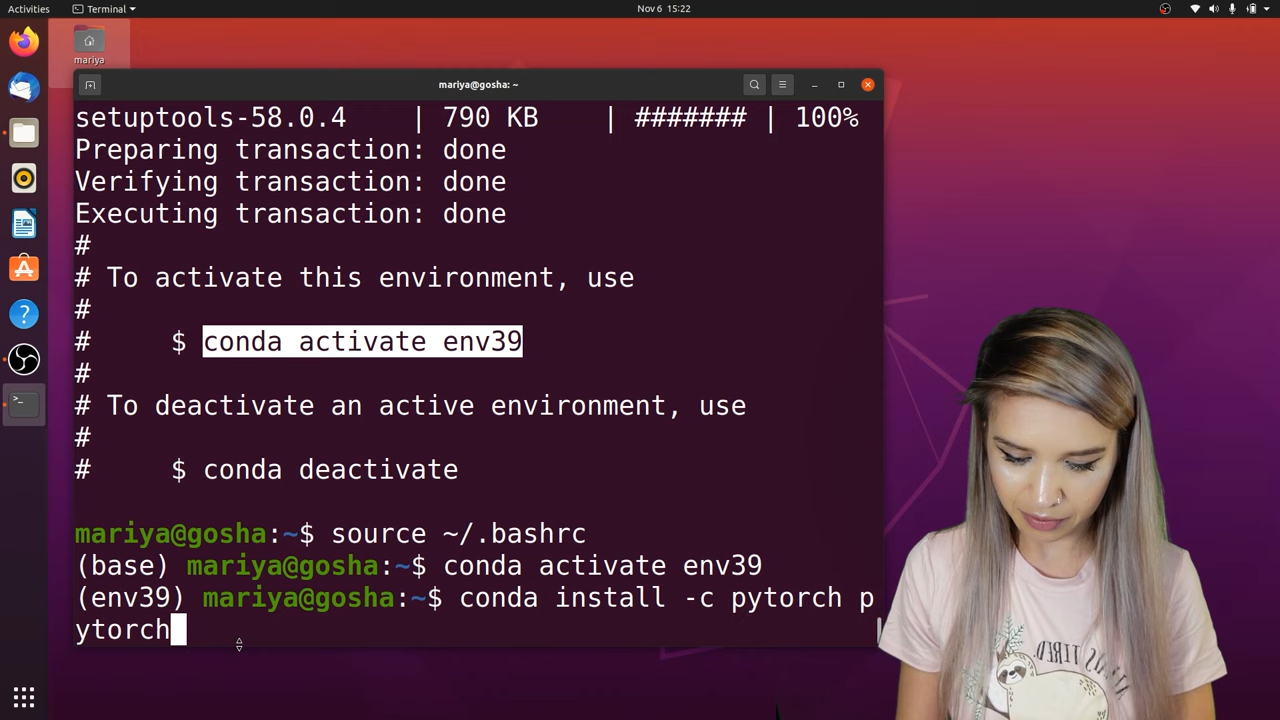 Activities
Terminal
Nov 6 15:22
mariya
mariya@gosha: ~
setuptools-58.0.4 | 790 KB | ####### | 100%
Preparing transaction: done
Verifying transaction: done
Executing transaction: done
#
# To activate this environment, use
#
# $ conda activate env39
#
# To deactivate an active environment, use
#
# $ conda deactivate
mariya@gosha:~$ source ~/.bashrc
(base) mariya@gosha:~$ conda activate env39
(env39) mariya@gosha:~$ conda install -c pytorch p
ytorch
TIRED.